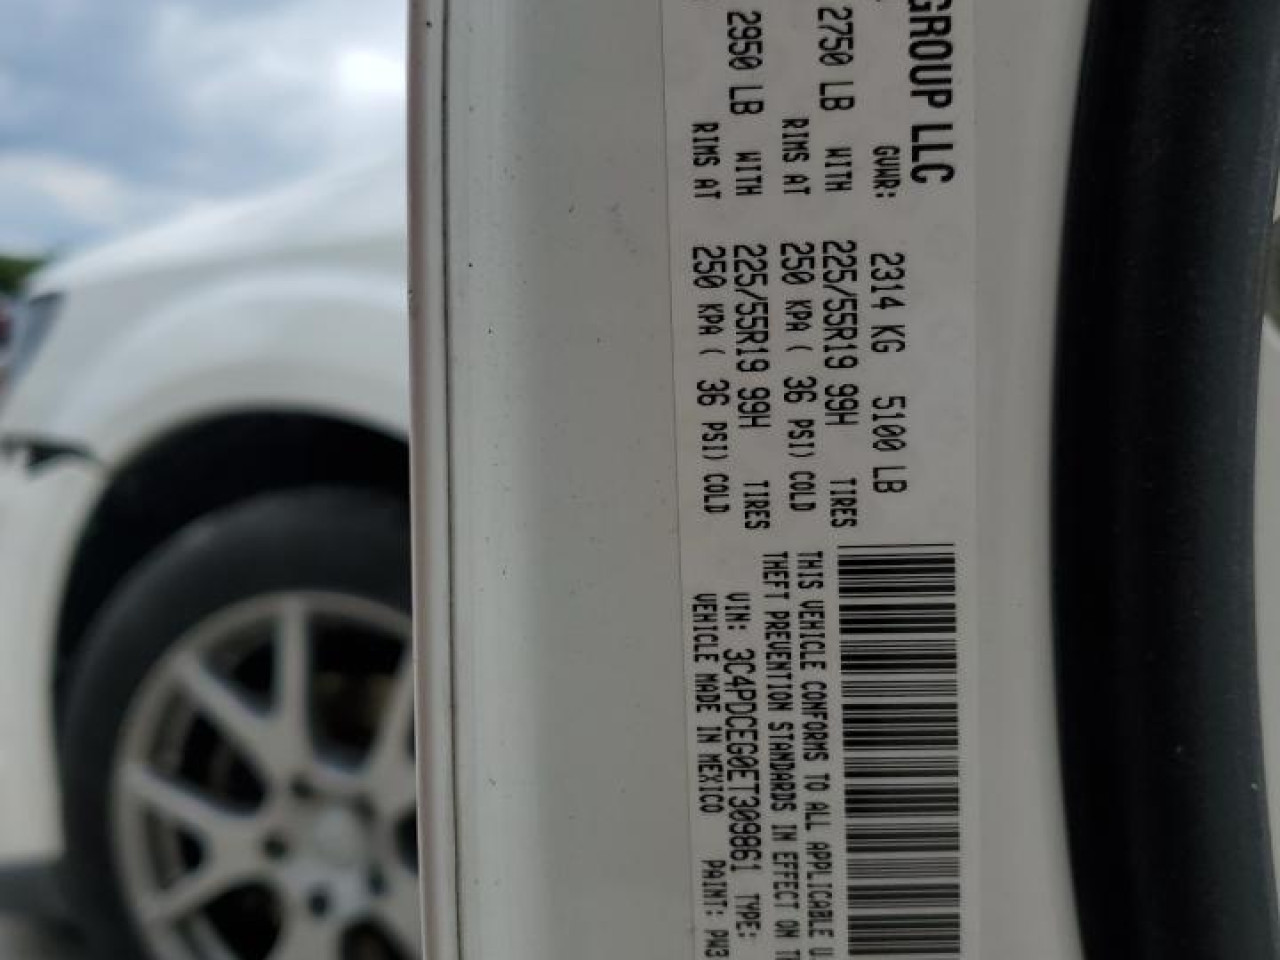 GROUP LLC
GVWR: 2314 KG 5100 LB
2750 LB WITH 225/55R19 99H TIRES
RIMS AT 250 KPA ( 36 PSI) COLD
2950 LB WITH 225/55R19 99H TIRES
RIMS AT 250 KPA ( 36 PSI) COLD
THIS VEHICLE CONFORMS TO ALL APPLICABLE U
THEFT PREVENTION STANDARDS IN EFFECT ON
VIN: 3C4PDCEG0ET309861 TYPE:
VEHICLE MADE IN MEXICO PAINT: PW3